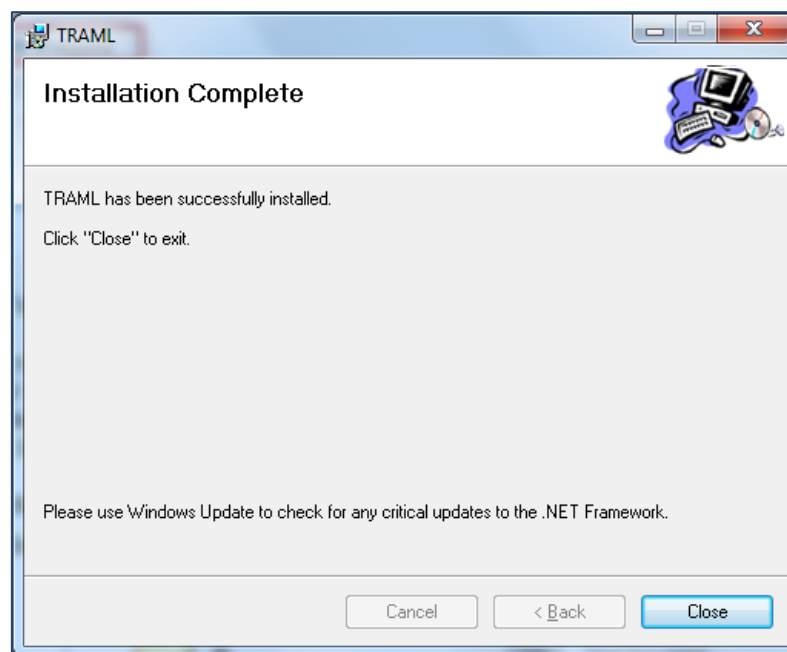 TRAML
Installation Complete
TRAML has been successfully installed.
Click "Close" to exit.
Please use Windows Update to check for any critical updates to the .NET Framework.
Cancel
< Back
Close